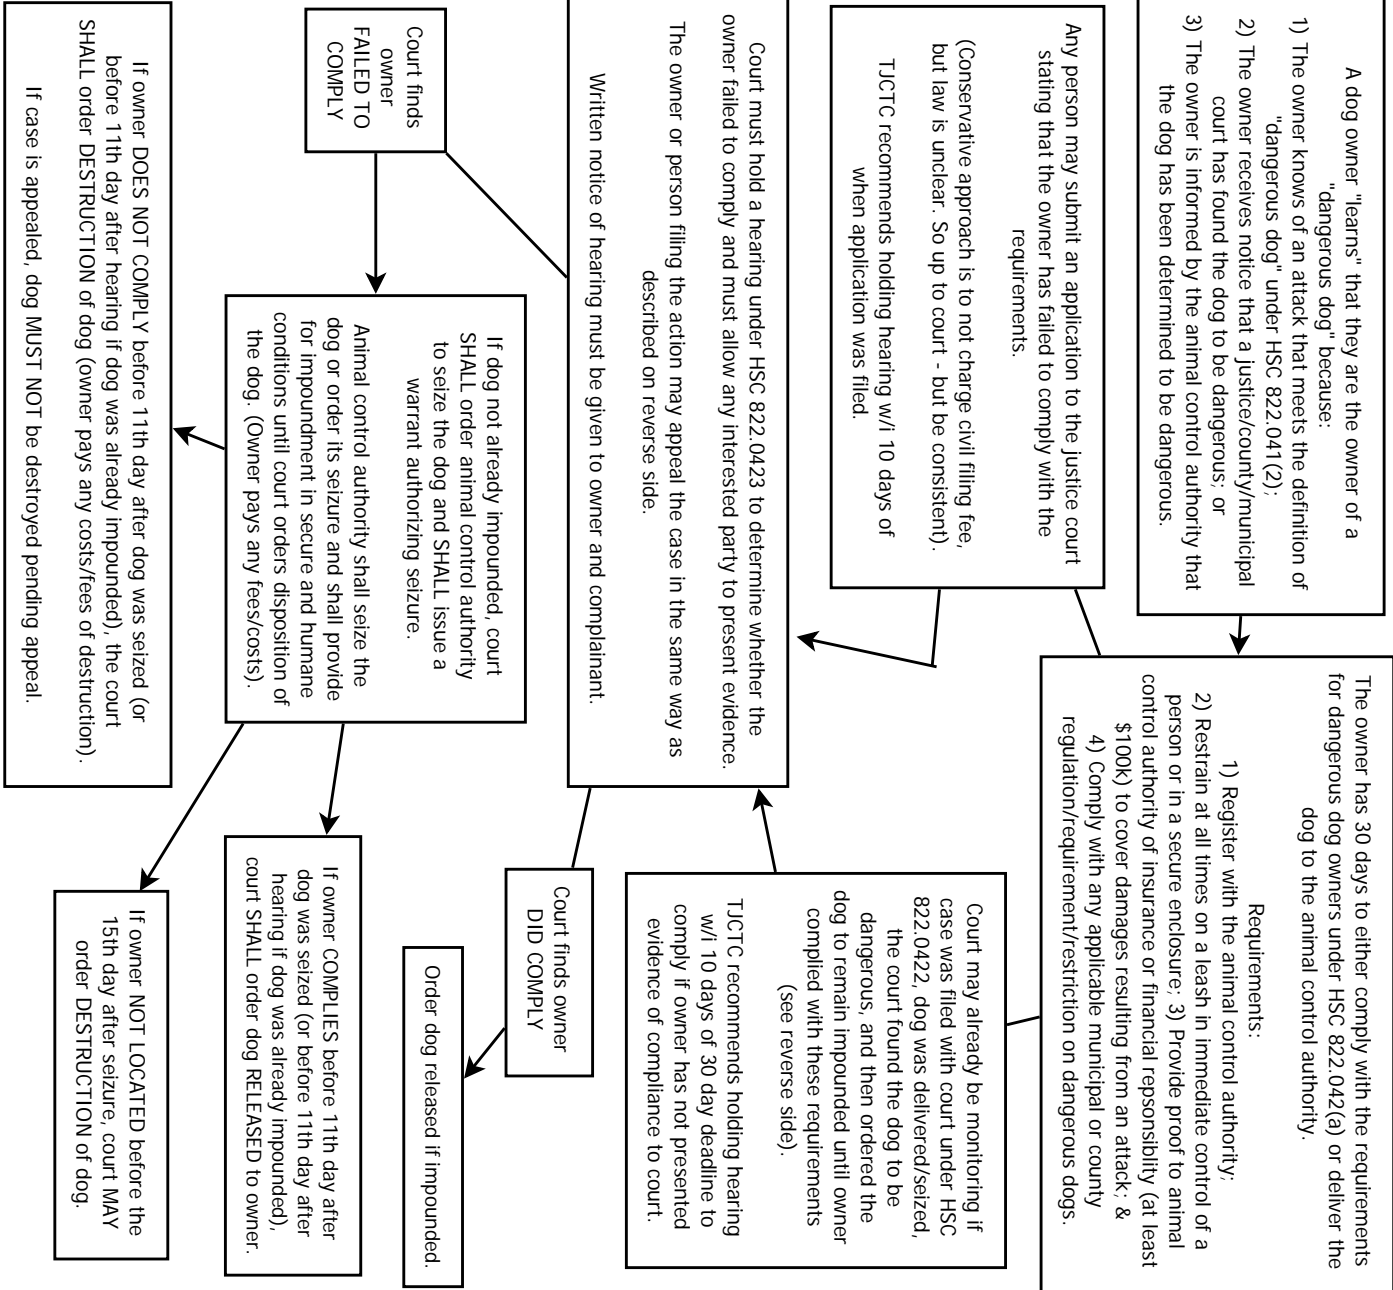 A dog owner "learns" that they are the owner of a
"dangerous dog" because:
1) The owner knows of an attack that meets the definition of
"dangerous dog" under HSC 822.041(2);
2) The owner receives notice that a justice/county/municipal
court has found the dog to be dangerous; or
3) The owner is informed by the animal control authority that
the dog has been determined to be dangerous.
The owner has 30 days to either comply with the requirements
for dangerous dog owners under HSC 822.042(a) or deliver the
dog to the animal control authority.
Requirements:
1) Register with the animal control authority;
2) Restrain at all times on a leash in immediate control of a
person or in a secure enclosure; 3) Provide proof to animal
control authority of insurance or financial repsonsiblity (at least
$100k) to cover damages resulting from an attack; &
4) Comply with any applicable municipal or county
regulation/requirement/restriction on dangerous dogs.
Any person may submit an application to the justice court
stating that the owner has failed to comply with the
requirements.
(Conservative approach is to not charge civil filing fee,
but law is unclear. So up to court - but be consistent).
TJCTC recommends holding hearing w/i 10 days of
when application was filed.
Court may already be monitoring if
case was filed with court under HSC
822.0422, dog was delivered/seized,
the court found the dog to be
dangerous, and then ordered the
dog to remain impounded until owner
complied with these requirements
(see reverse side).
TJCTC recommends holding hearing
w/i 10 days of 30 day deadline to
comply if owner has not presented
evidence of compliance to court.
Court must hold a hearing under HSC 822.0423 to determine whether the
owner failed to comply and must allow any interested party to present evidence.
The owner or person filing the action may appeal the case in the same way as
described on reverse side.
Written notice of hearing must be given to owner and complainant.
Court finds
owner
FAILED TO
COMPLY
Court finds owner
DID COMPLY
Order dog released if impounded.
If dog not already impounded, court
SHALL order animal control authority
to seize the dog and SHALL issue a
warrant authorizing seizure.
Animal control authority shall seize the
dog or order its seizure and shall provide
for impoundment in secure and humane
conditions until court orders disposition of
the dog. (Owner pays any fees/costs).
If owner DOES NOT COMPLY before 11th day after dog was seized (or
before 11th day after hearing if dog was already impounded), the court
SHALL order DESTRUCTION of dog (owner pays any costs/fees of destruction).
If case is appealed, dog MUST NOT be destroyed pending appeal.
If owner COMPLIES before 11th day after
dog was seized (or before 11th day after
hearing if dog was already impounded),
court SHALL order dog RELEASED to owner.
If owner NOT LOCATED before the
15th day after seizure, court MAY
order DESTRUCTION of dog.